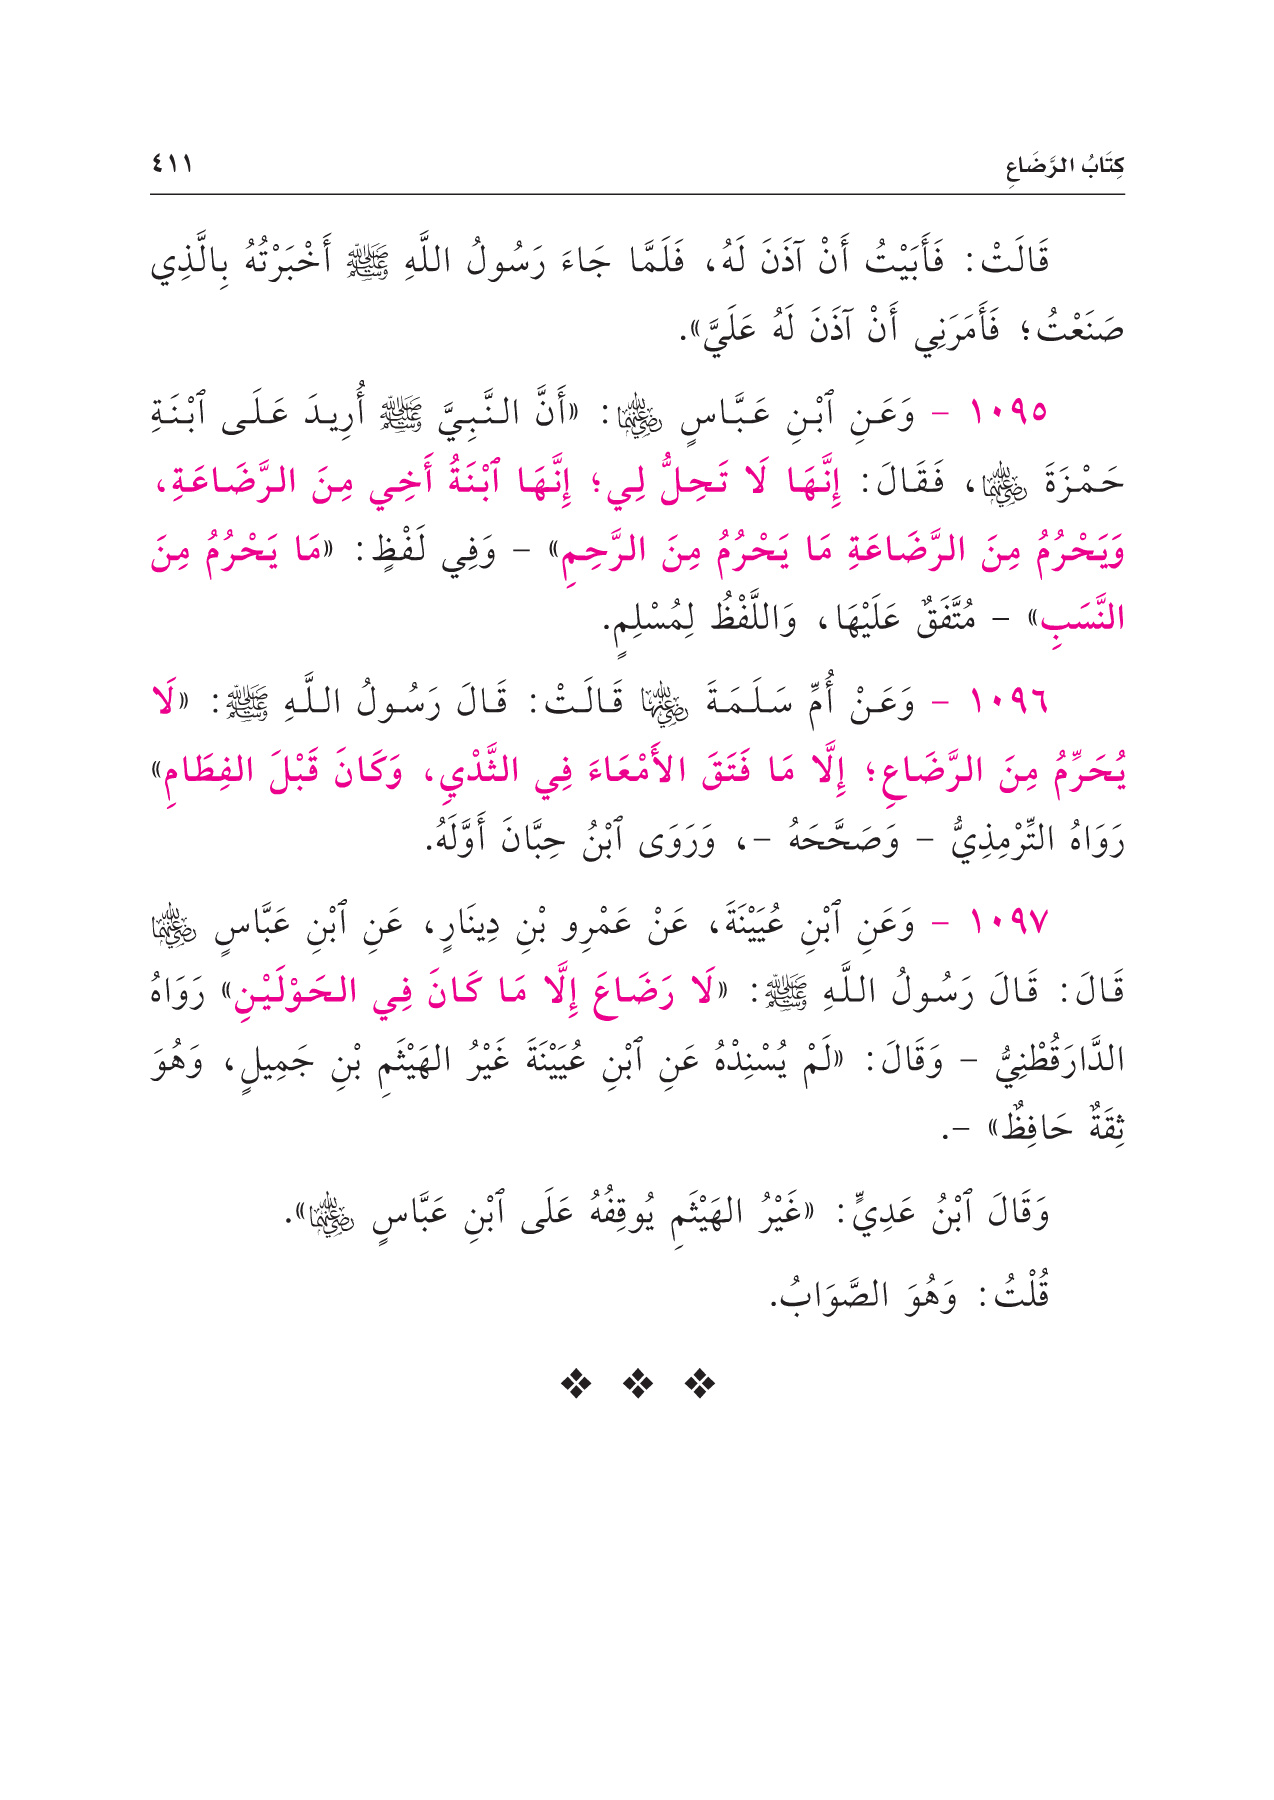 كِتَابُ الرَّضَاعِ ٤١١
قَالَتْ: فَأَبَيْتُ أَنْ آذَنَ لَهُ، فَلَمَّا جَاءَ رَسُولُ اللَّهِ ﷺ أَخْبَرْتُهُ بِالَّذِي
صَنَعْتُ؛ فَأَمَرَنِي أَنْ آذَنَ لَهُ عَلَيَّ».
١٠٩٥ - وَعَنِ ٱبْنِ عَبَّاسٍ رضي الله عنهما: «أَنَّ النَّبِيَّ ﷺ أُرِيدَ عَلَى ٱبْنَةِ
حَمْزَةَ رضي الله عنهما، فَقَالَ: إِنَّهَا لَا تَحِلُّ لِي؛ إِنَّهَا ٱبْنَةُ أَخِي مِنَ الرَّضَاعَةِ،
وَيَحْرُمُ مِنَ الرَّضَاعَةِ مَا يَحْرُمُ مِنَ الرَّحِمِ» - وَفِي لَفْظٍ: «مَا يَحْرُمُ مِنَ
النَّسَبِ» - مُتَّفَقٌ عَلَيْهَا، وَاللَّفْظُ لِمُسْلِمٍ.
١٠٩٦ - وَعَنْ أُمِّ سَلَمَةَ رضي الله عنها قَالَتْ: قَالَ رَسُولُ اللَّهِ ﷺ: «لَا
يُحَرِّمُ مِنَ الرَّضَاعِ؛ إِلَّا مَا فَتَقَ الأَمْعَاءَ فِي الثَّدْيِ، وَكَانَ قَبْلَ الفِطَامِ»
رَوَاهُ التِّرْمِذِيُّ - وَصَحَّحَهُ -، وَرَوَى ٱبْنُ حِبَّانَ أَوَّلَهُ.
١٠٩٧ - وَعَنِ ٱبْنِ عُيَيْنَةَ، عَنْ عَمْرِو بْنِ دِينَارٍ، عَنِ ٱبْنِ عَبَّاسٍ رضي الله عنهما
قَالَ: قَالَ رَسُولُ اللَّهِ ﷺ: «لَا رَضَاعَ إِلَّا مَا كَانَ فِي الحَوْلَيْنِ» رَوَاهُ
الدَّارَقُطْنِيُّ - وَقَالَ: «لَمْ يُسْنِدْهُ عَنِ ٱبْنِ عُيَيْنَةَ غَيْرُ الهَيْثَمِ بْنِ جَمِيلٍ، وَهُوَ
ثِقَةٌ حَافِظٌ» -.
وَقَالَ ٱبْنُ عَدِيٍّ: «غَيْرُ الهَيْثَمِ يُوقِفُهُ عَلَى ٱبْنِ عَبَّاسٍ رضي الله عنهما».
قُلْتُ: وَهُوَ الصَّوَابُ.